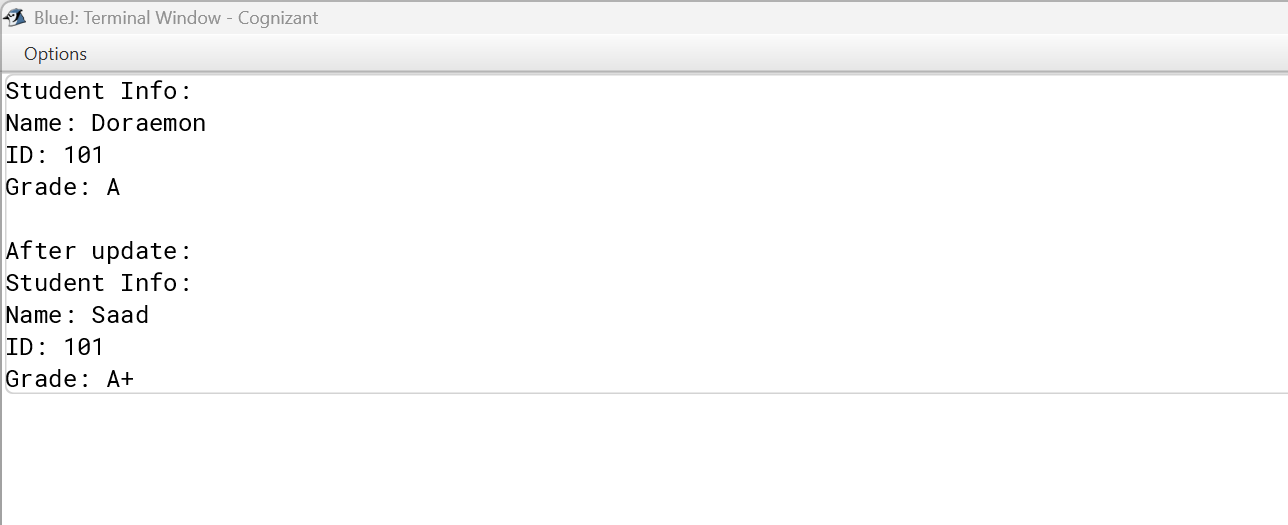 BlueJ: Terminal Window - Cognizant
Options
Student Info:
Name: Doraemon
ID: 101
Grade: A
After update:
Student Info:
Name: Saad
ID: 101
Grade: A+